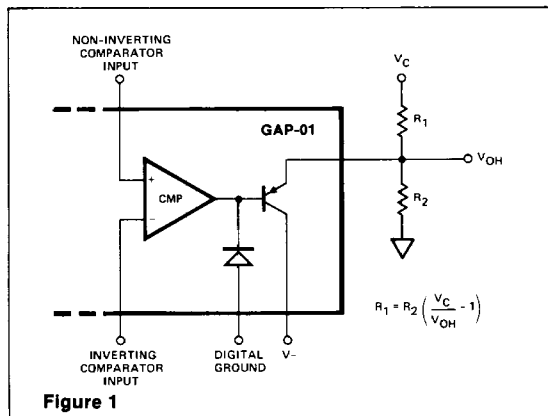 NON-INVERTING
COMPARATOR
INPUT
V_C
GAP-01
R_1
V_OH
+
CMP
−
R_2
R_1 = R_2 ( V_C / V_OH - 1 )
INVERTING
COMPARATOR
INPUT
DIGITAL
GROUND
V−
Figure 1